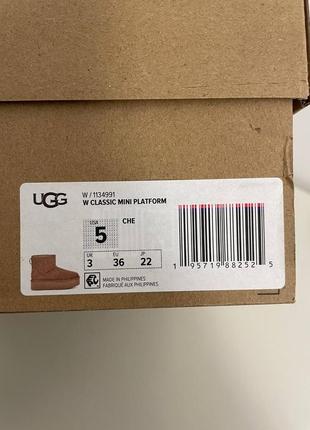 UGG
W / 1134991
W CLASSIC MINI PLATFORM
USA
5
CHE
UK
3
EU
36
JP
22
MADE IN PHILIPPINES
FABRIQUÉ AUX PHILIPPINES
1 95719 88252 5